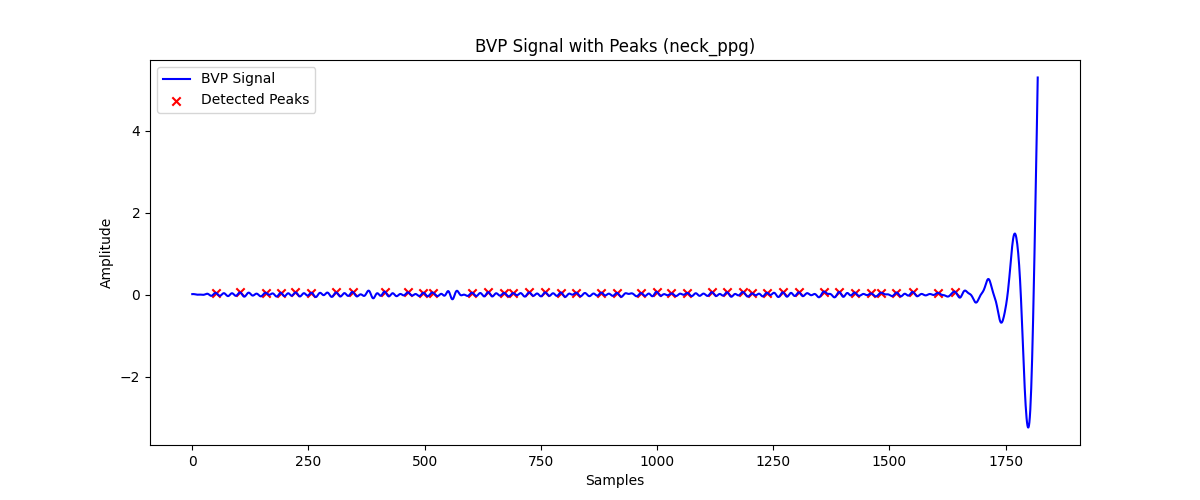 BVP Signal with Peaks (neck_ppg)
BVP Signal
Detected Peaks
Amplitude
4
2
0
−2
0
250
500
750
1000
1250
1500
1750
Samples